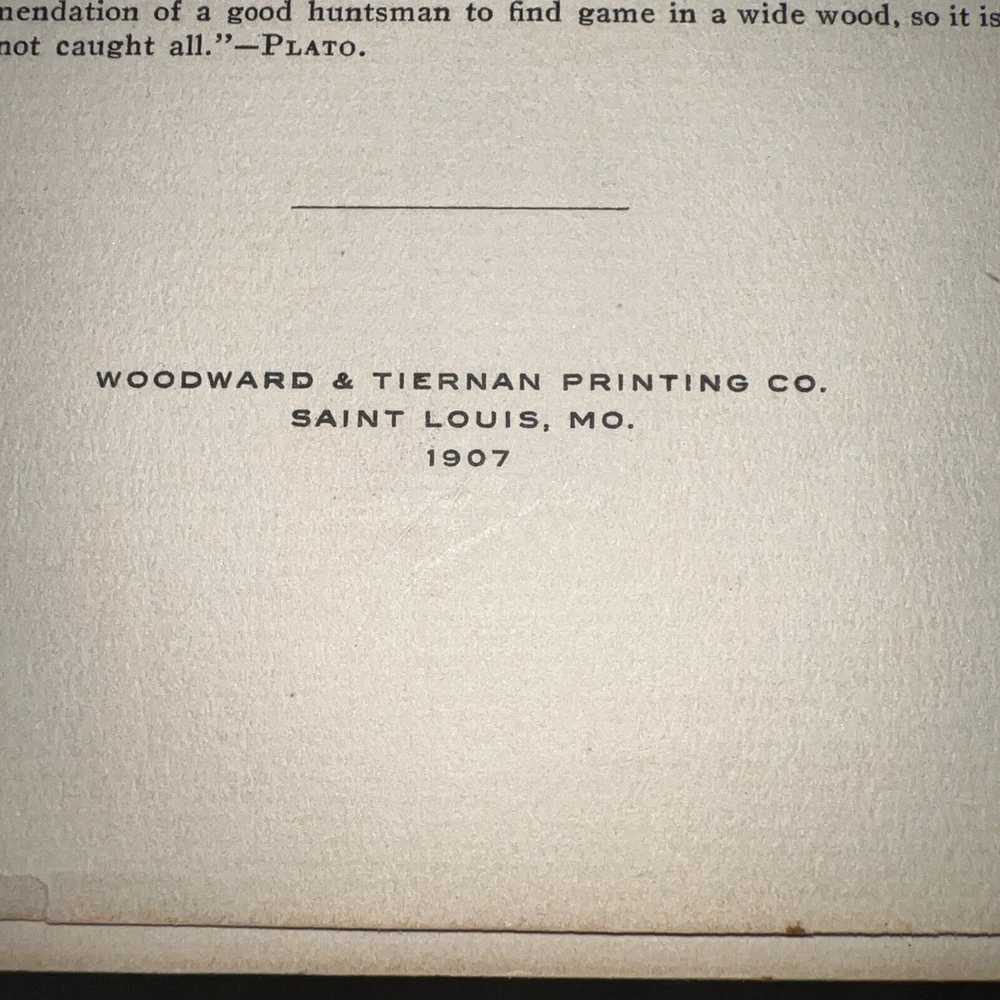 of a good huntsman to find game in a wide wood, so it is
not caught all.”—PLATO.
WOODWARD & TIERNAN PRINTING CO.
SAINT LOUIS, MO.
1907